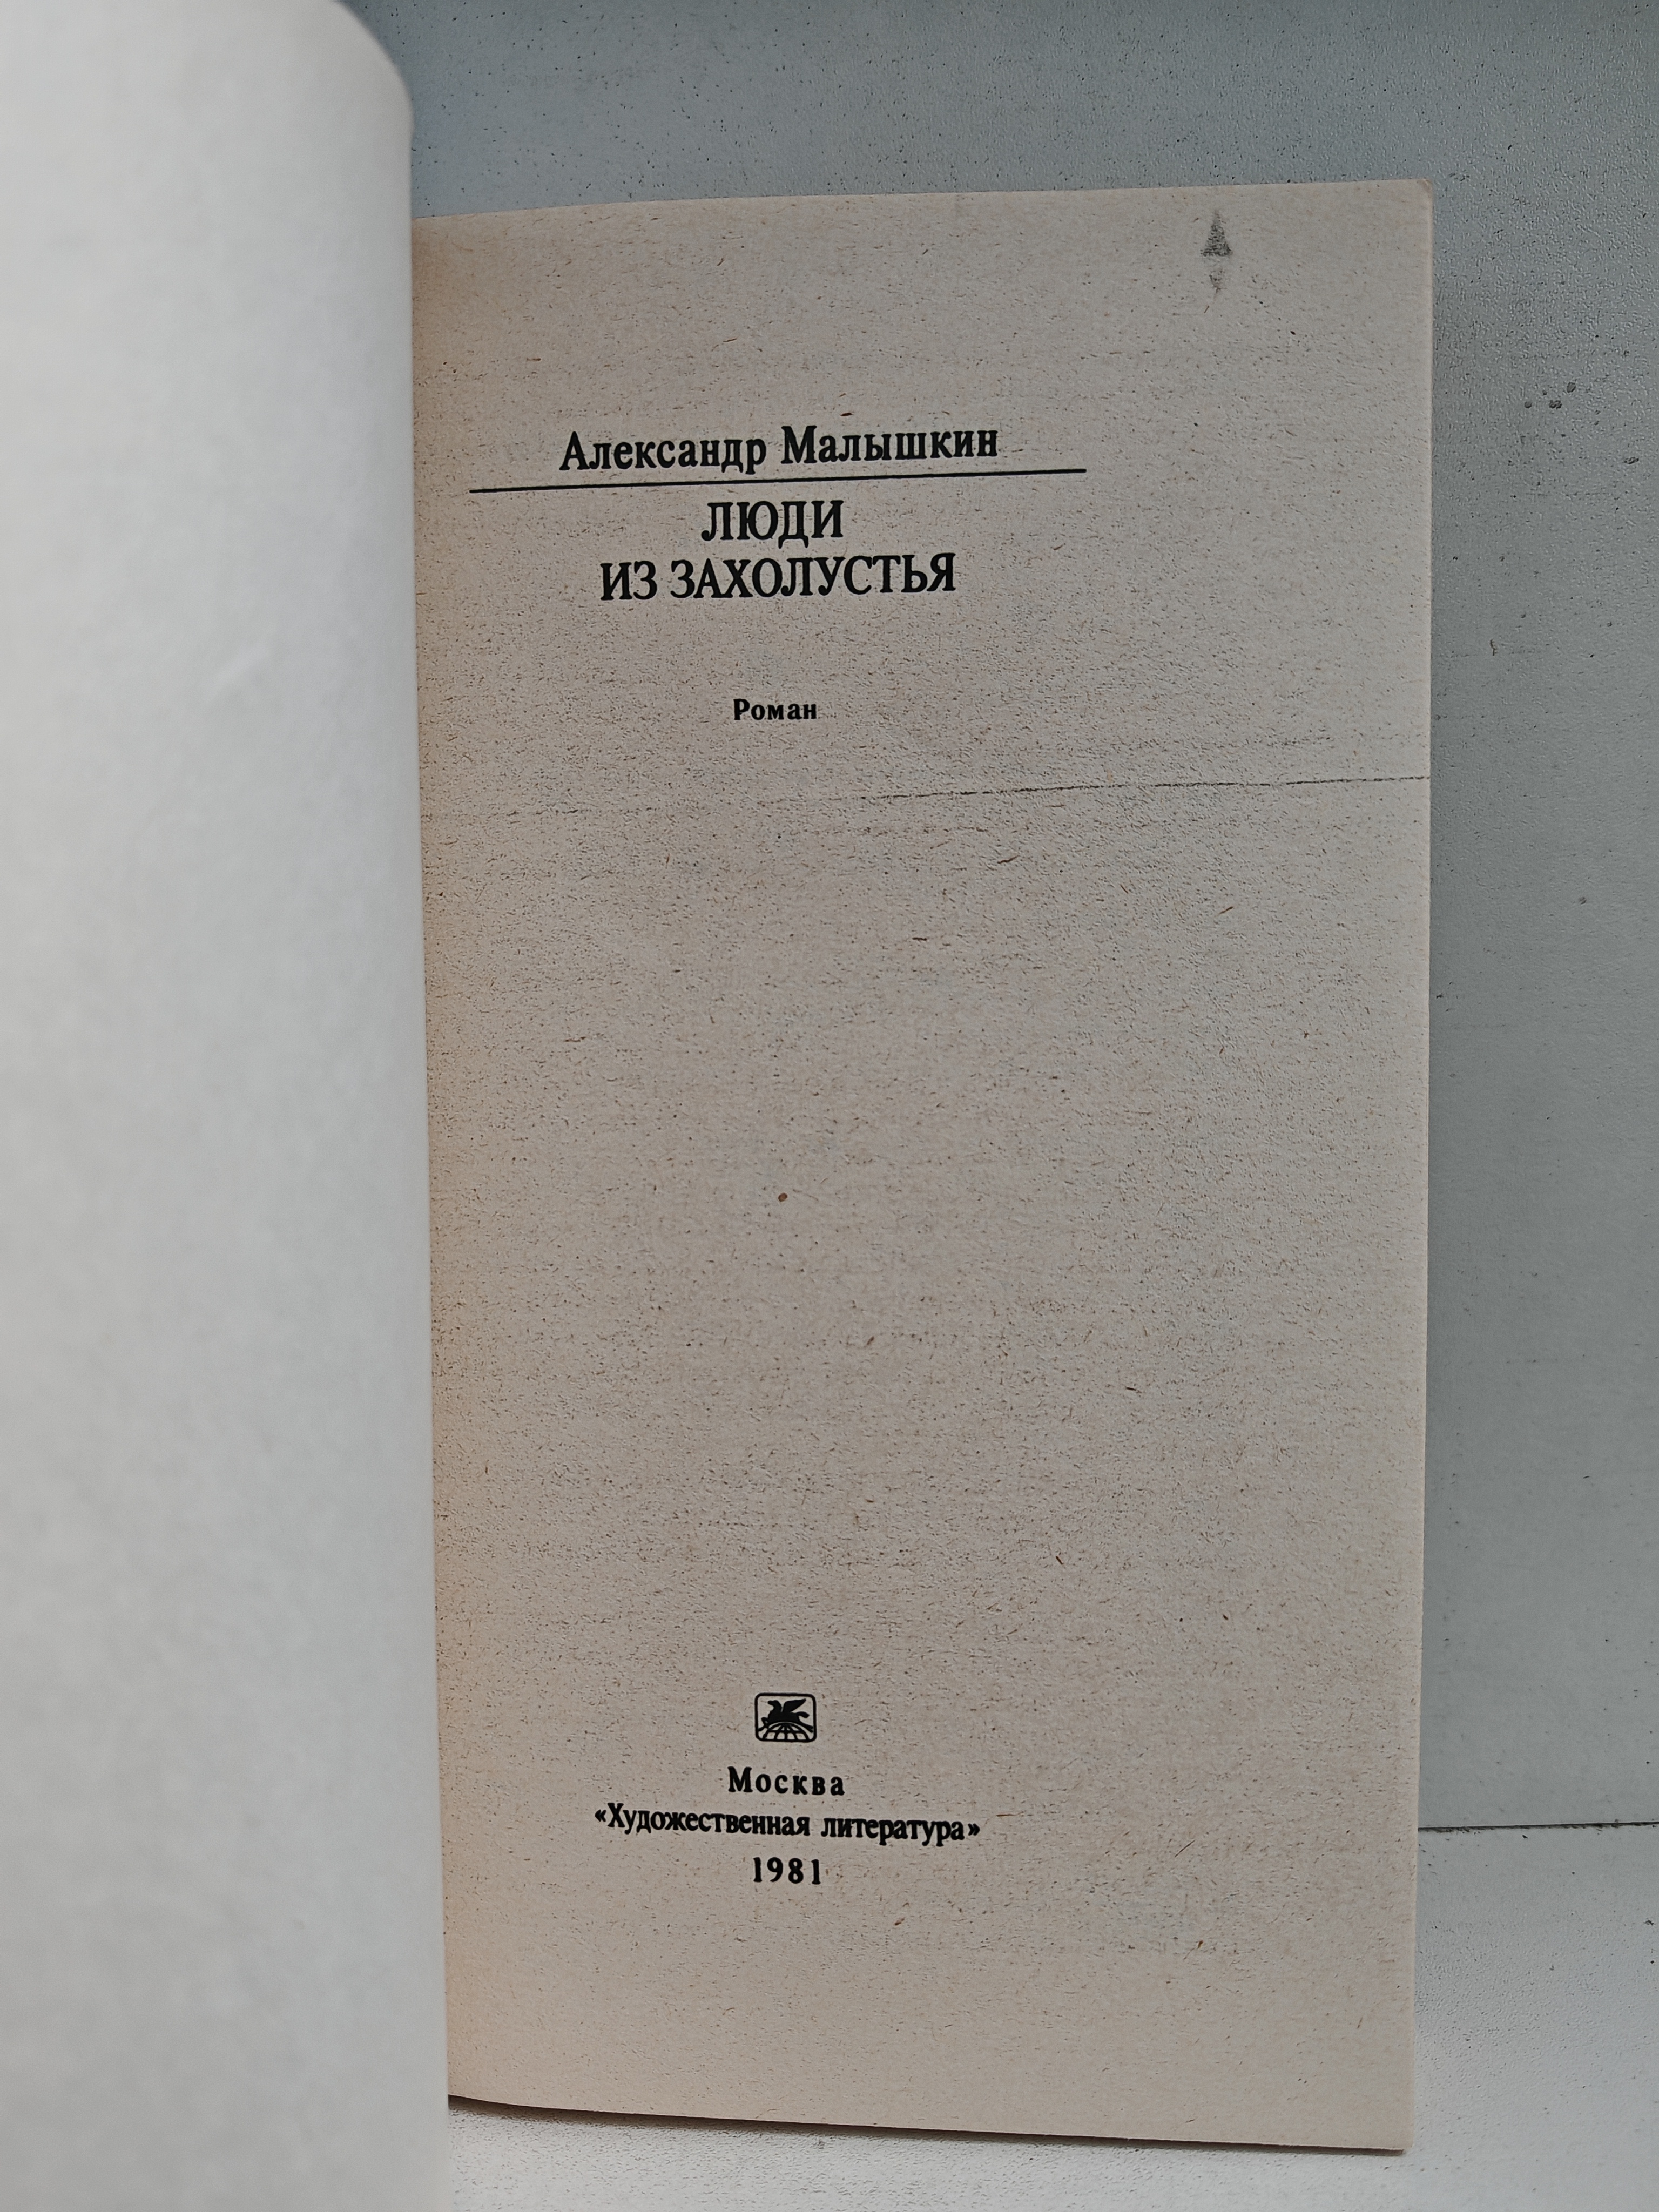 Александр Малышкин
ЛЮДИ
ИЗ ЗАХОЛУСТЬЯ
Роман
Москва
«Художественная литература»
1981